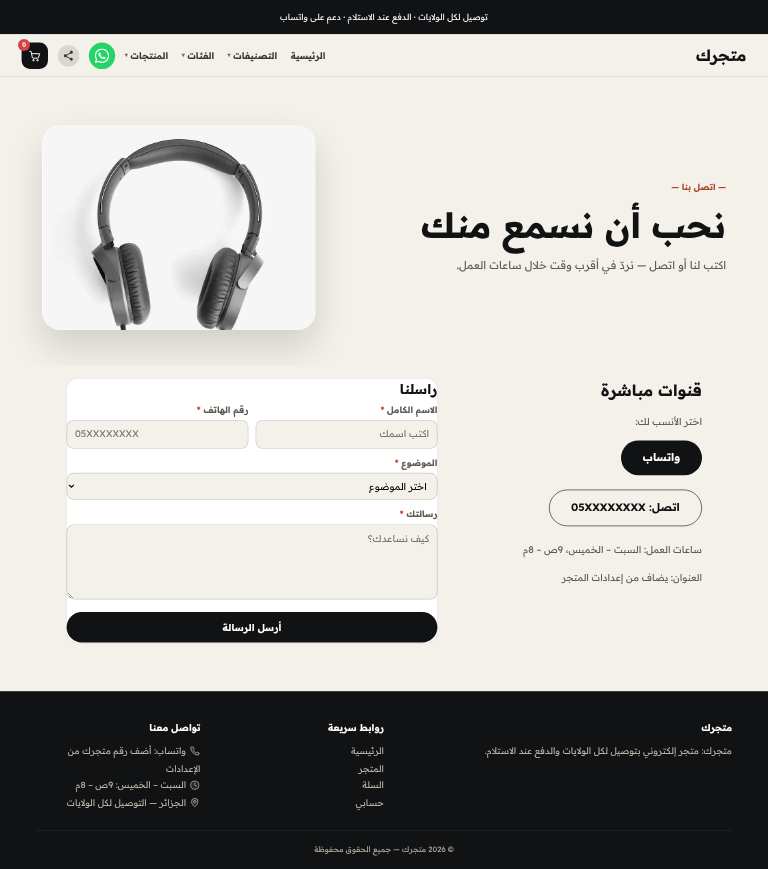 توصيل لكل الولايات · الدفع عند الاستلام · دعم على واتساب
متجرك
الرئيسية
التصنيفات
الفئات
المنتجات
0
— اتصل بنا —
نحب أن نسمع منك
اكتب لنا أو اتصل — نردّ في أقرب وقت خلال ساعات العمل.
قنوات مباشرة
اختر الأنسب لك:
واتساب
اتصل: 05XXXXXXXX
ساعات العمل: السبت – الخميس، 9ص – 8م
العنوان: يضاف من إعدادات المتجر
راسلنا
الاسم الكامل *
اكتب اسمك
رقم الهاتف *
05XXXXXXXX
الموضوع *
اختر الموضوع
رسالتك *
كيف نساعدك؟
أرسل الرسالة
متجرك
متجرك: متجر إلكتروني بتوصيل لكل الولايات والدفع عند الاستلام.
روابط سريعة
الرئيسية
المتجر
السلة
حسابي
تواصل معنا
واتساب: أضف رقم متجرك من
الإعدادات
السبت – الخميس: 9ص – 8م
الجزائر — التوصيل لكل الولايات
© 2026 متجرك — جميع الحقوق محفوظة